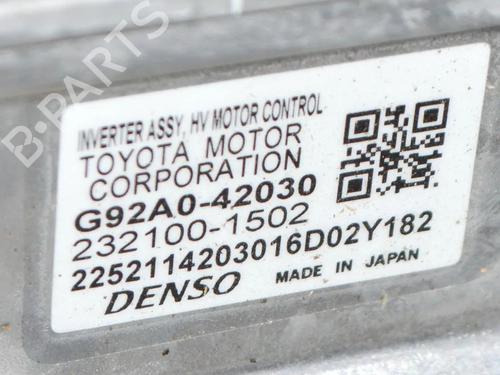 B-PARTS
INVERTER ASSY, HV MOTOR CONTROL
TOYOTA MOTOR
CORPORATION
G92A0-42030
232100-1502
2252114203016D02Y182
DENSO MADE IN JAPAN